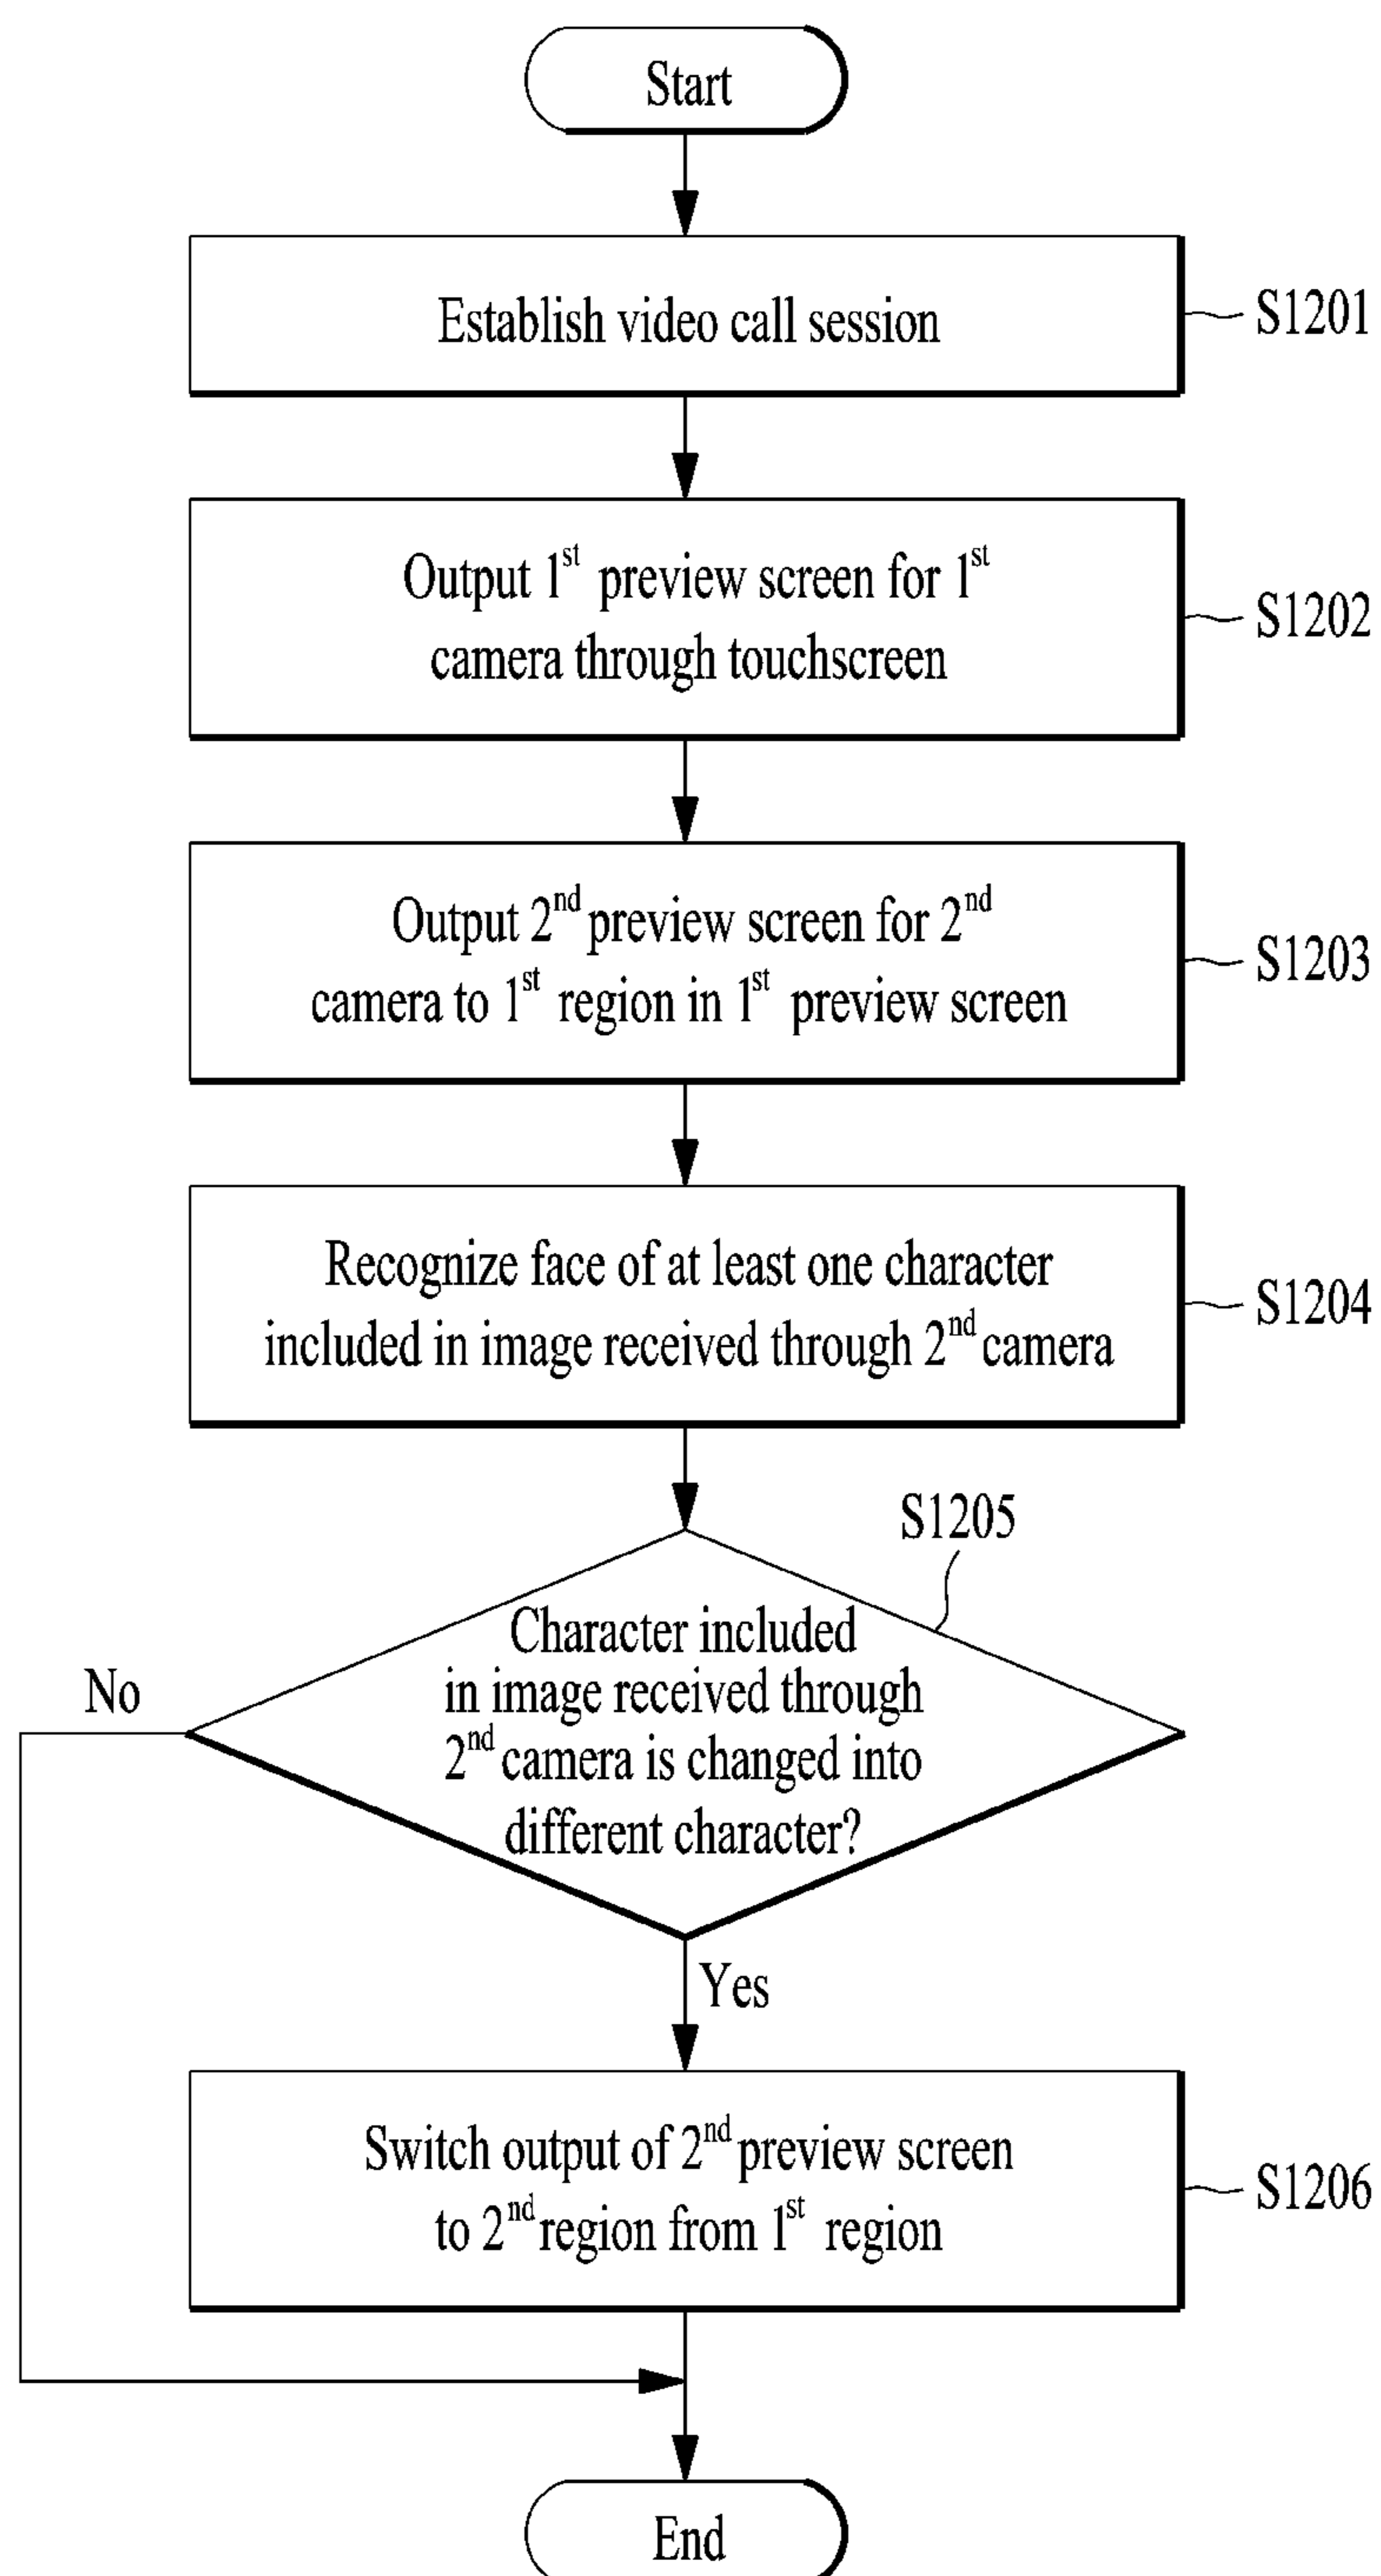 Start
Establish video call session
S1201
Output 1st preview screen for 1st
camera through touchscreen
S1202
Output 2nd preview screen for 2nd
camera to 1st region in 1st preview screen
S1203
Recognize face of at least one character
included in image received through 2nd camera
S1204
S1205
Character included
in image received through
2nd camera is changed into
different character?
No
Yes
Switch output of 2nd preview screen
to 2nd region from 1st region
S1206
End